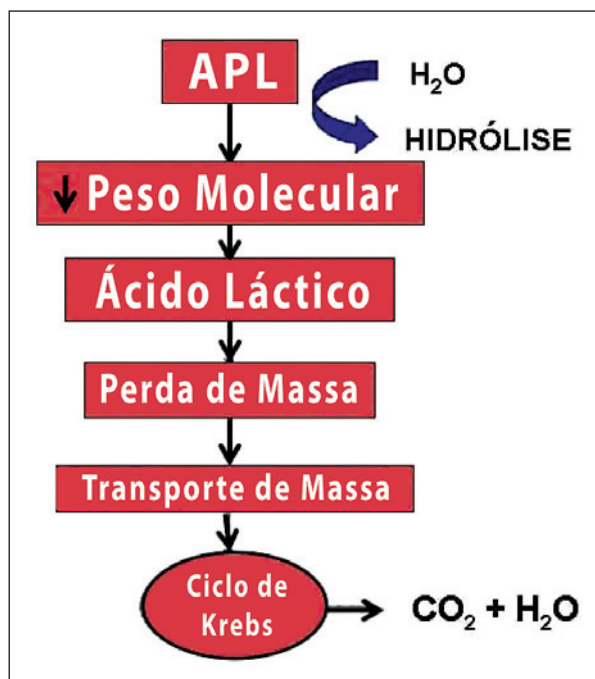 APL
H₂O
HIDRÓLISE
↓ Peso Molecular
Ácido Láctico
Perda de Massa
Transporte de Massa
Ciclo de
Krebs
CO₂ + H₂O